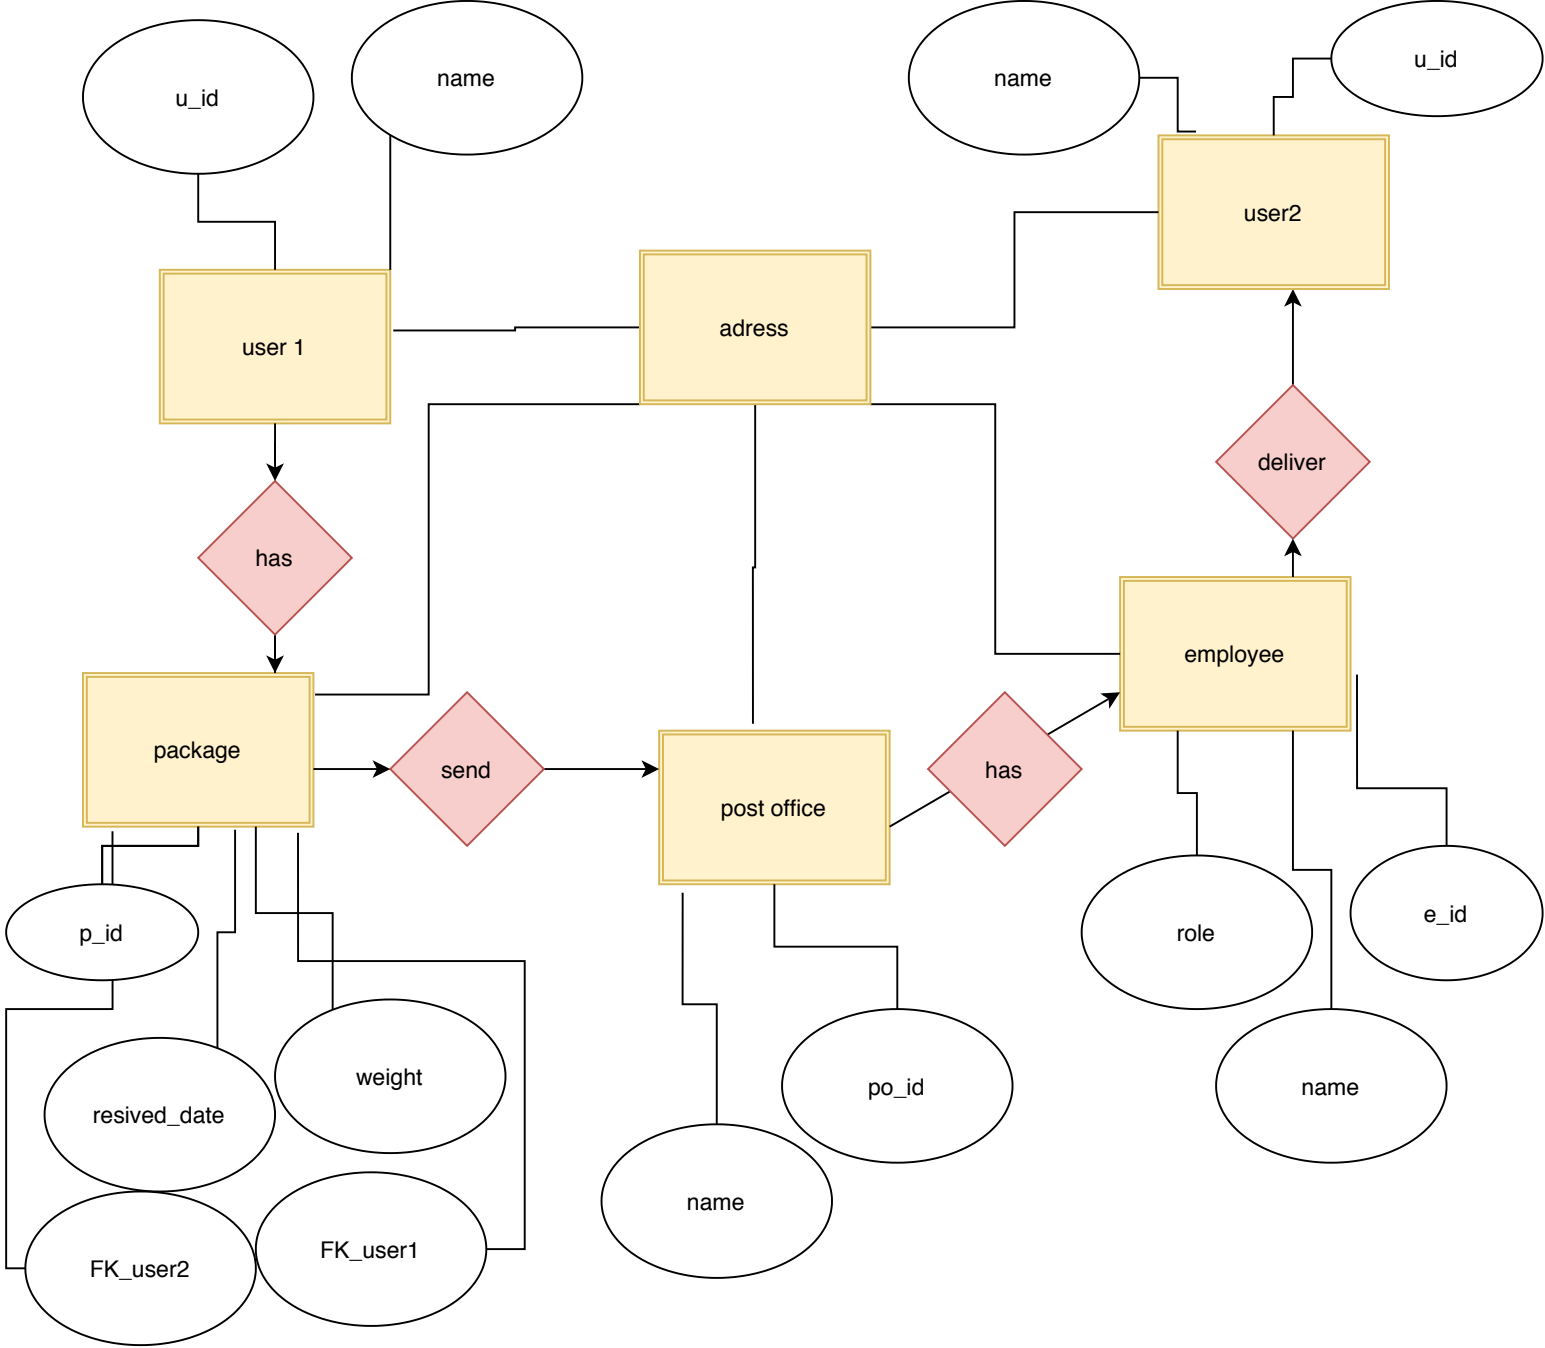 u_id
name
name
u_id
user2
adress
user 1
deliver
has
employee
package
send
has
post office
p_id
role
e_id
weight
po_id
name
resived_date
name
FK_user1
FK_user2